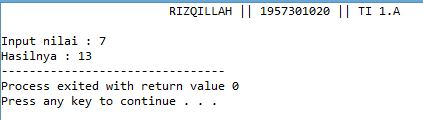 RIZQILLAH || 1957301020 || TI 1.A
Input nilai : 7
Hasilnya : 13
--------------------------------
Process exited with return value 0
Press any key to continue . . .